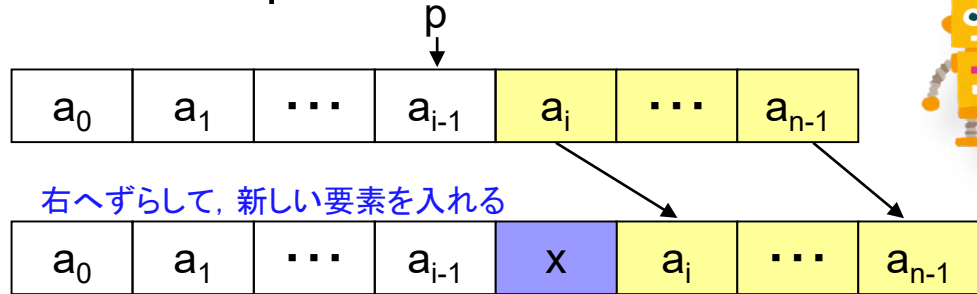 p
a₀ a₁ ··· aᵢ₋₁ aᵢ ··· aₙ₋₁
右へずらして，新しい要素を入れる
a₀ a₁ ··· aᵢ₋₁ x aᵢ ··· aₙ₋₁